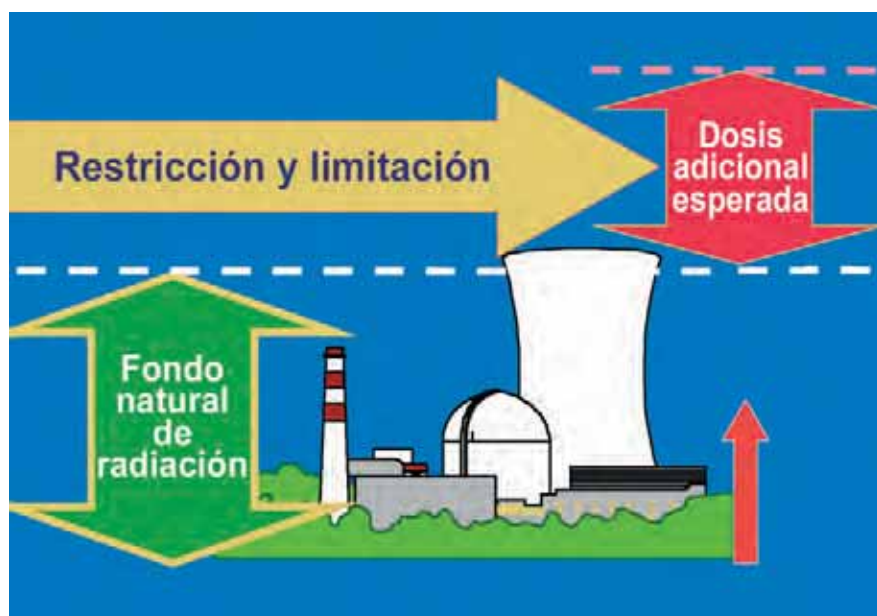 Restricción y limitación
Dosis
adicional
esperada
Fondo
natural
de
radiación